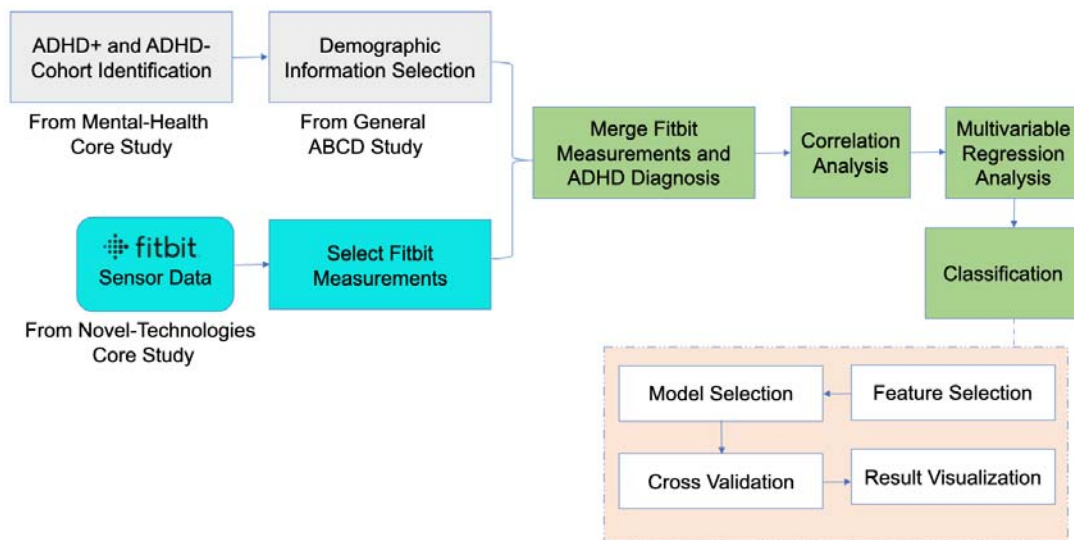 ADHD+ and ADHD-
Cohort Identification
From Mental-Health
Core Study
Demographic
Information Selection
From General
ABCD Study
fitbit
Sensor Data
From Novel-Technologies
Core Study
Select Fitbit
Measurements
Merge Fitbit
Measurements and
ADHD Diagnosis
Correlation
Analysis
Multivariable
Regression
Analysis
Classification
Feature Selection
Model Selection
Cross Validation
Result Visualization